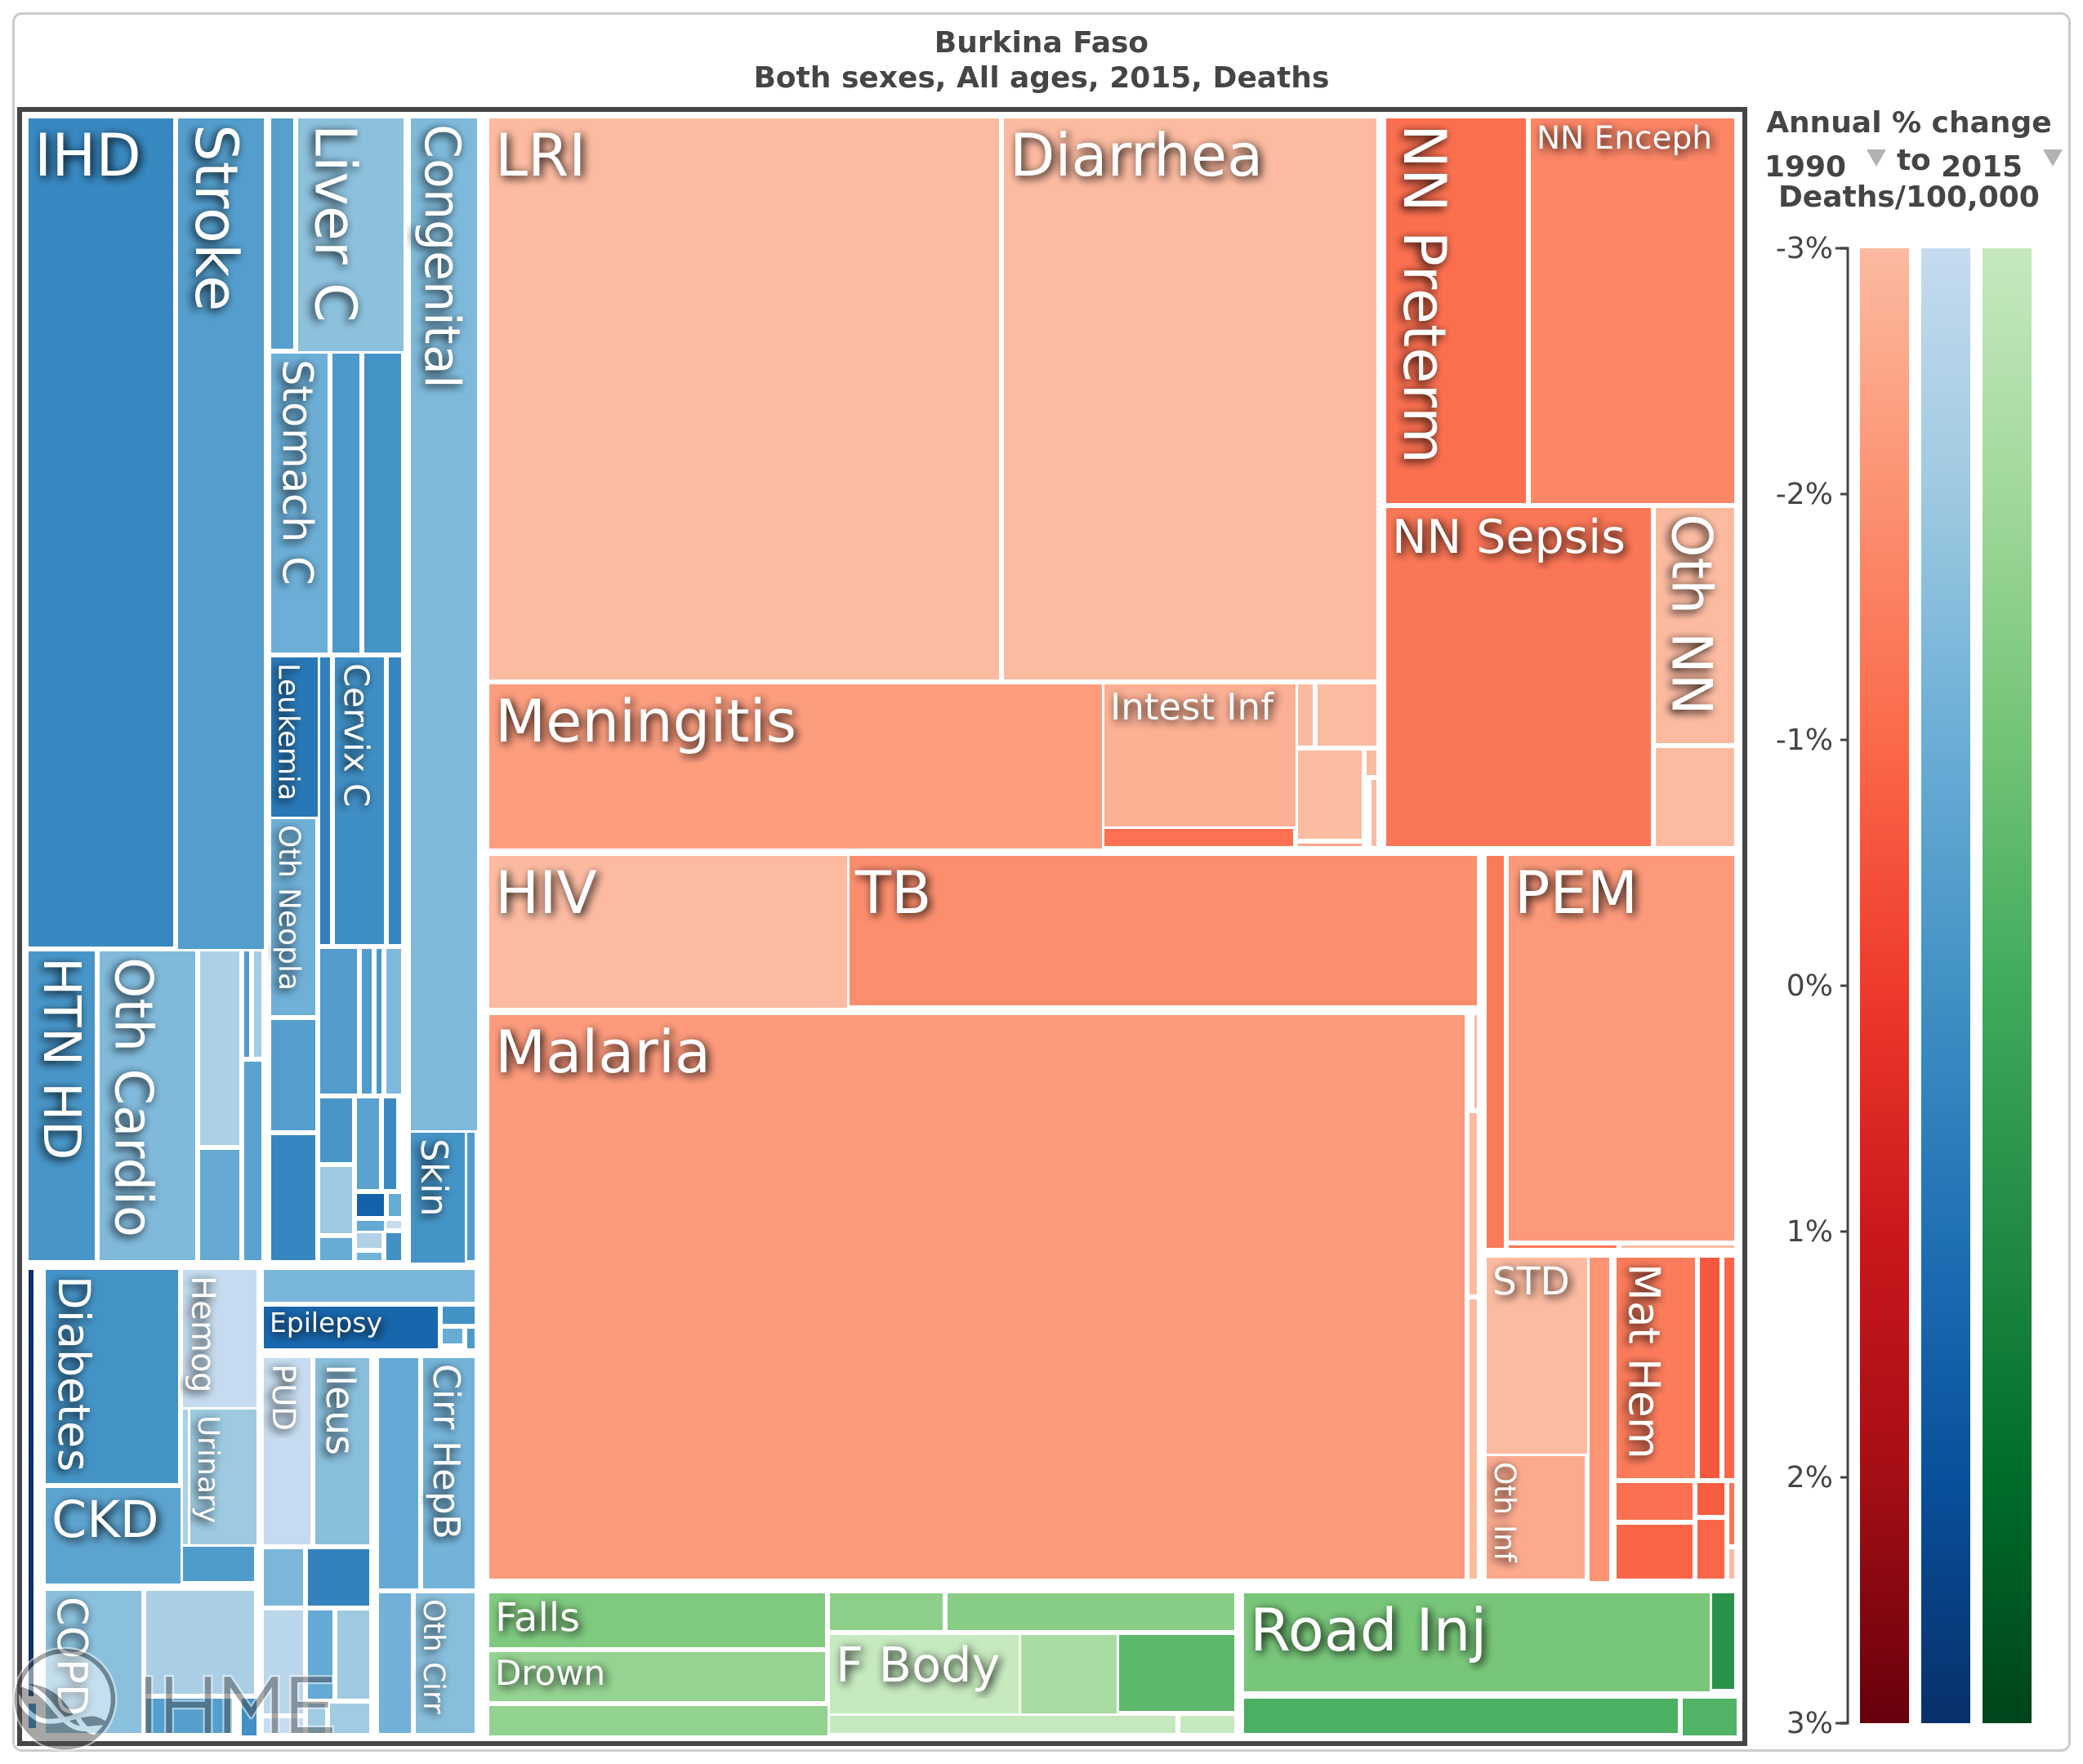 Burkina Faso
Both sexes, All ages, 2015, Deaths
Annual % change
1990 to 2015
Deaths/100,000
-3%
-2%
-1%
0%
1%
2%
3%
IHD
Stroke
Liver C
Congenital
Stomach C
Leukemia
Cervix C
Oth Neopla
HTN HD
Oth Cardio
Skin
Diabetes
Hemog
Urinary
CKD
COPD
Epilepsy
PUD
Ileus
Cirr HepB
Oth Cirr
LRI
Diarrhea
NN Preterm
NN Enceph
NN Sepsis
Oth NN
Meningitis
Intest Inf
HIV
TB
PEM
Malaria
STD
Mat Hem
Oth Inf
Falls
Drown
F Body
Road Inj
IHME